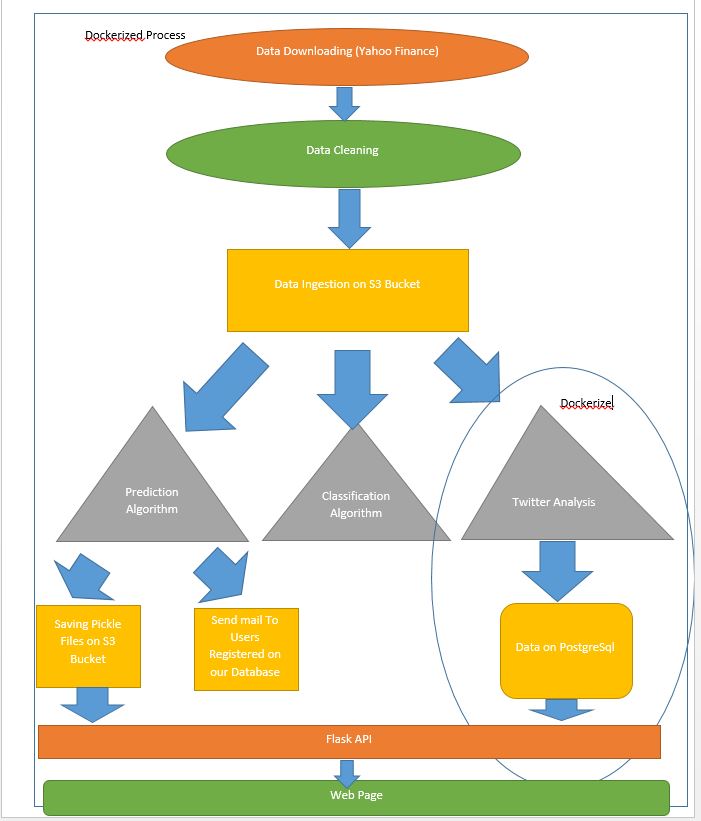 Dockerized Process
Data Downloading (Yahoo Finance)
Data Cleaning
Data Ingestion on S3 Bucket
Dockerize
Prediction
Algorithm
Classification
Algorithm
Twitter Analysis
Saving Pickle
Files on S3
Bucket
Send mail To
Users
Registered on
our Database
Data on PostgreSql
Flask API
Web Page